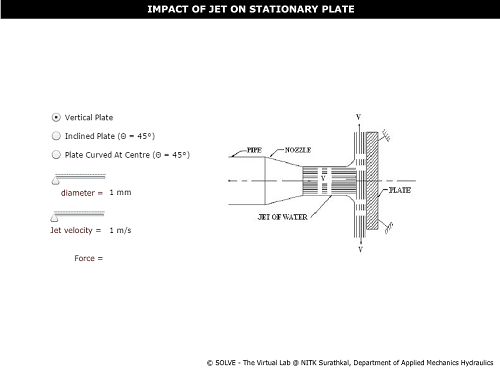 IMPACT OF JET ON STATIONARY PLATE
Vertical Plate
Inclined Plate (Θ = 45º)
Plate Curved At Centre (Θ = 45º)
diameter = 1 mm
Jet velocity = 1 m/s
Force =
V
PIPE
NOZZLE
V
PLATE
JET OF WATER
V
© SOLVE - The Virtual Lab @ NITK Surathkal, Department of Applied Mechanics Hydraulics